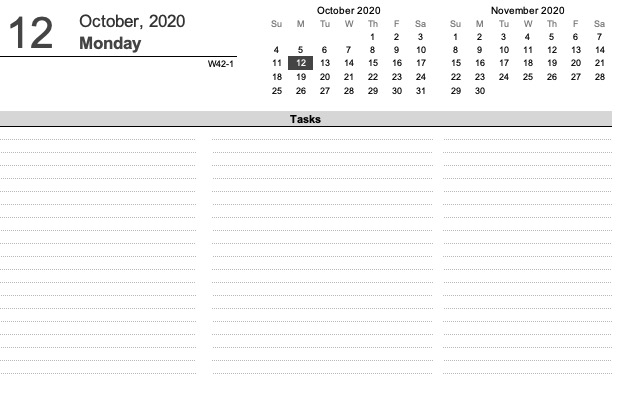 12
October, 2020
Monday
W42-1
October 2020
Su M Tu W Th F Sa
1 2 3
4 5 6 7 8 9 10
11 12 13 14 15 16 17
18 19 20 21 22 23 24
25 26 27 28 29 30 31
November 2020
Su M Tu W Th F Sa
1 2 3 4 5 6 7
8 9 10 11 12 13 14
15 16 17 18 19 20 21
22 23 24 25 26 27 28
29 30
Tasks